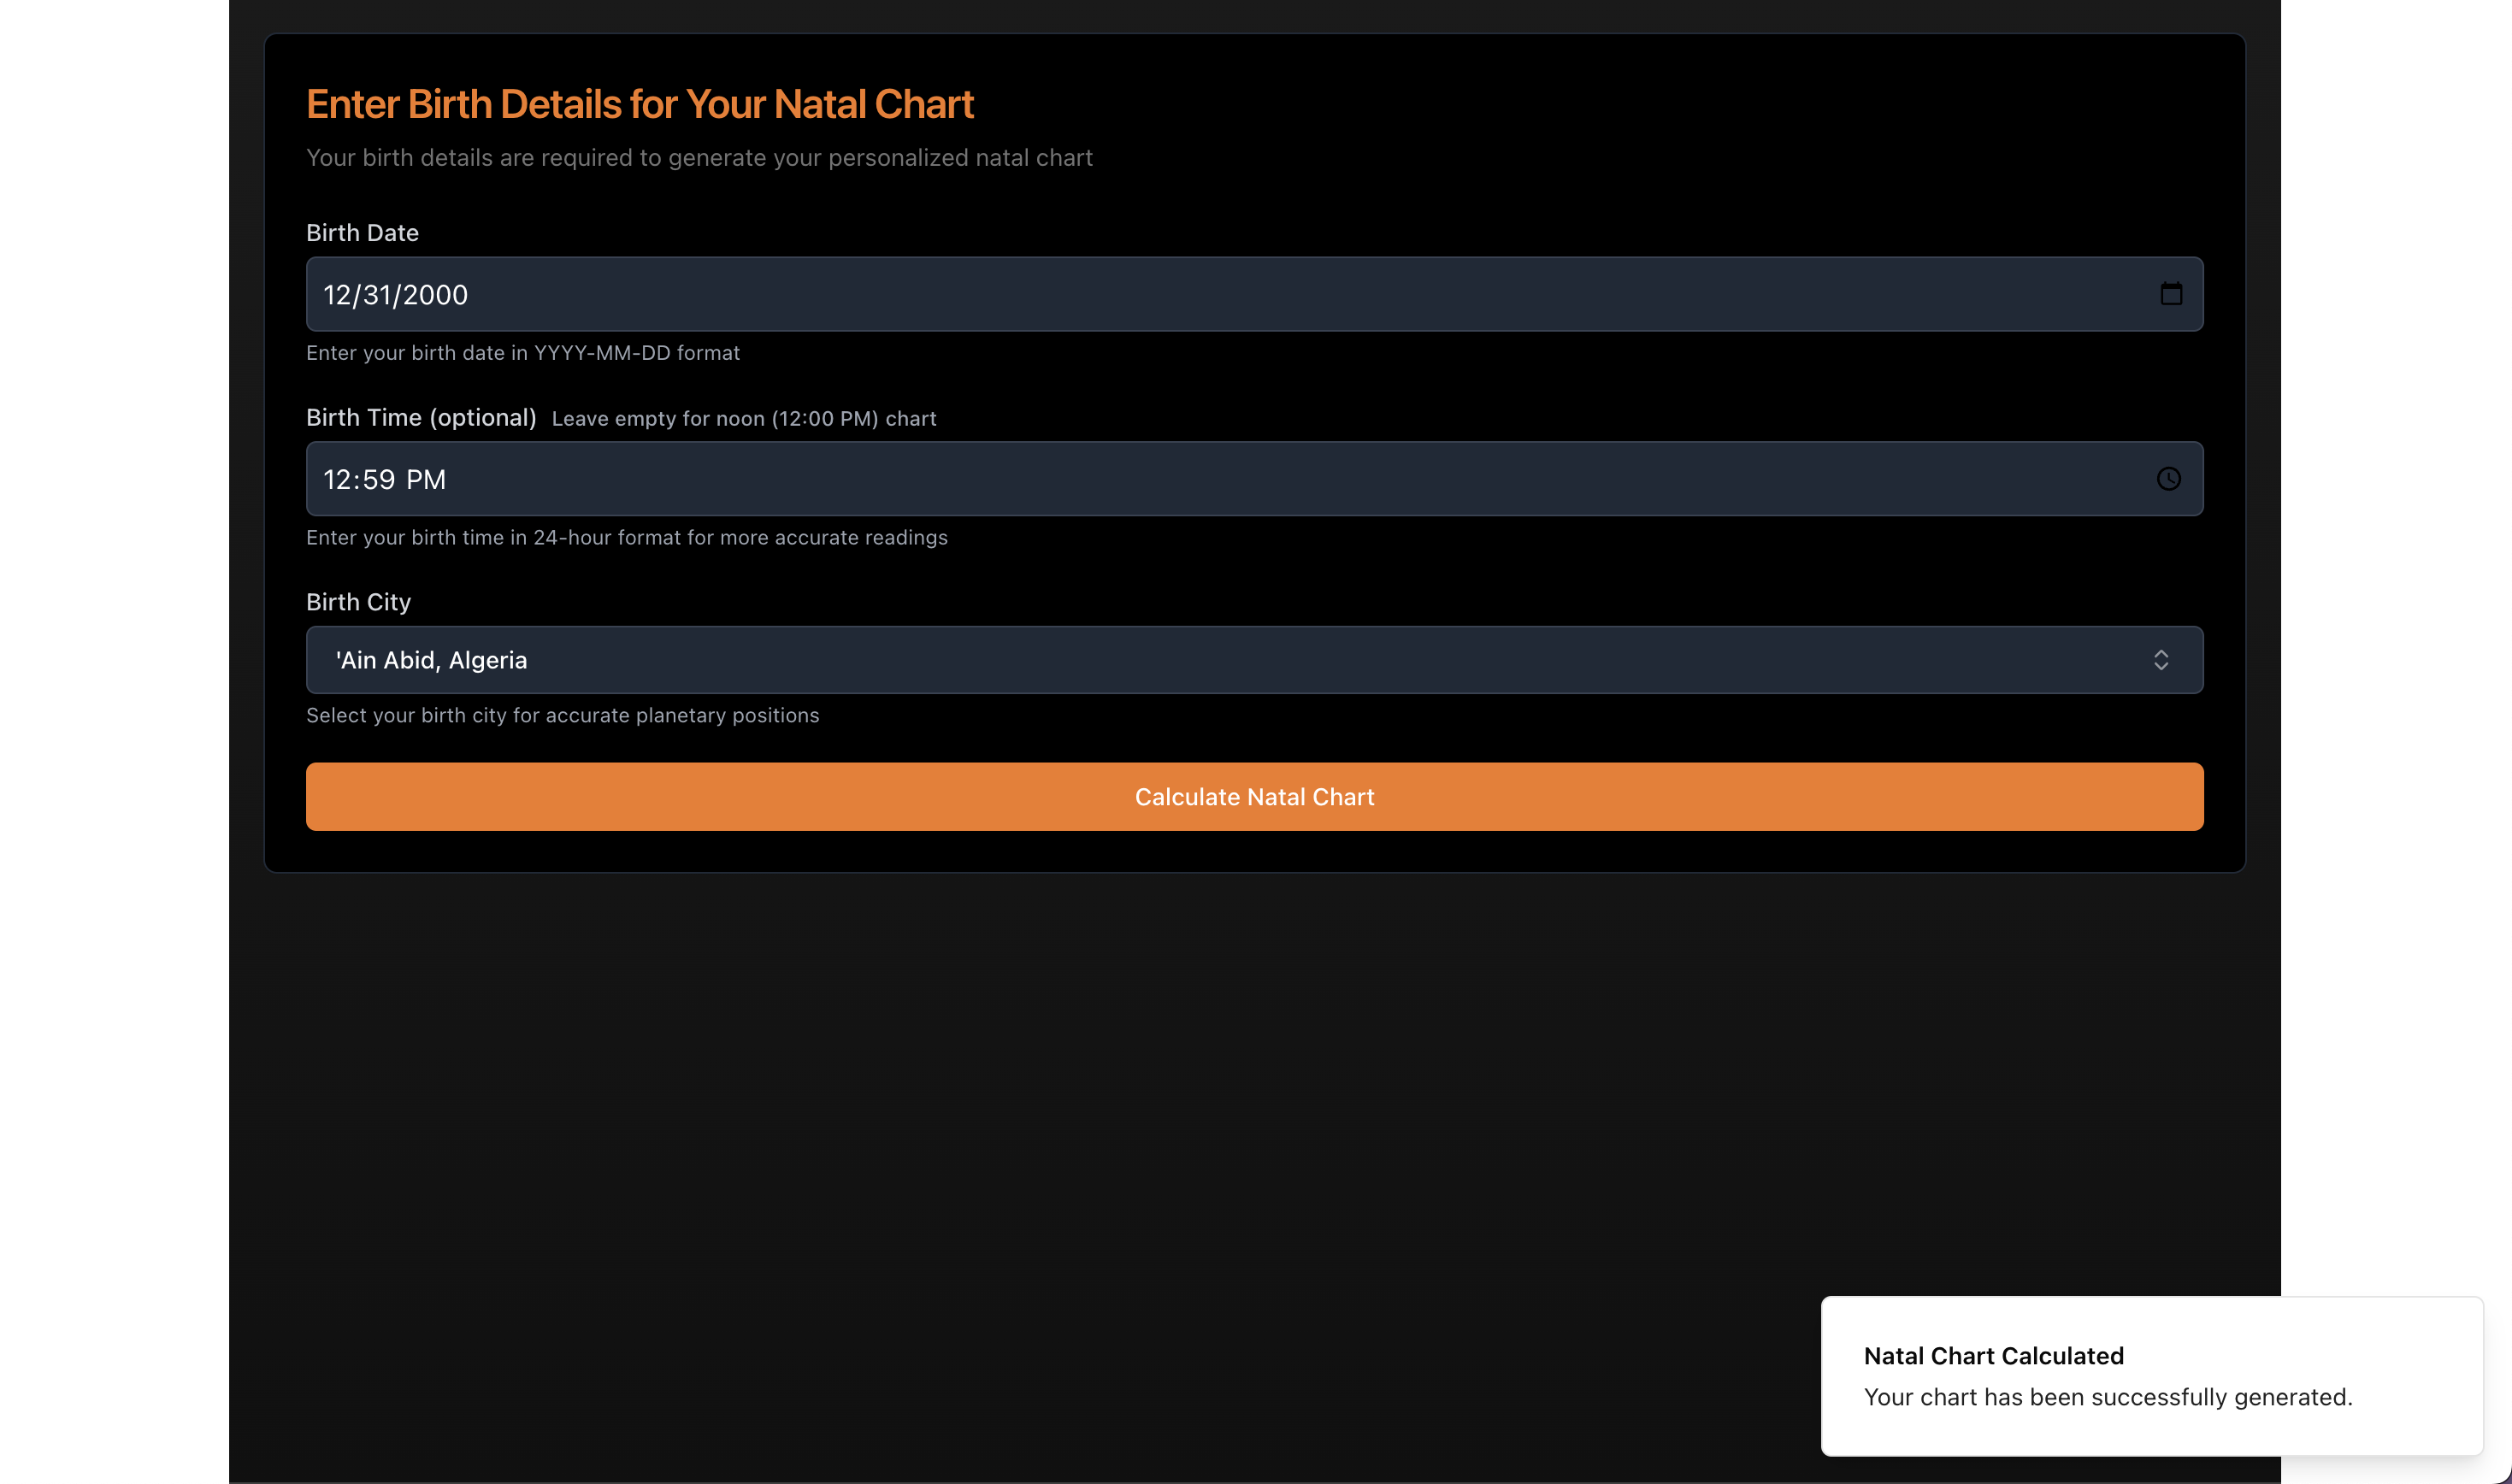 Enter Birth Details for Your Natal Chart
Your birth details are required to generate your personalized natal chart
Birth Date
12/31/2000
Enter your birth date in YYYY-MM-DD format
Birth Time (optional) Leave empty for noon (12:00 PM) chart
12:59 PM
Enter your birth time in 24-hour format for more accurate readings
Birth City
'Ain Abid, Algeria
Select your birth city for accurate planetary positions
Calculate Natal Chart
Natal Chart Calculated
Your chart has been successfully generated.